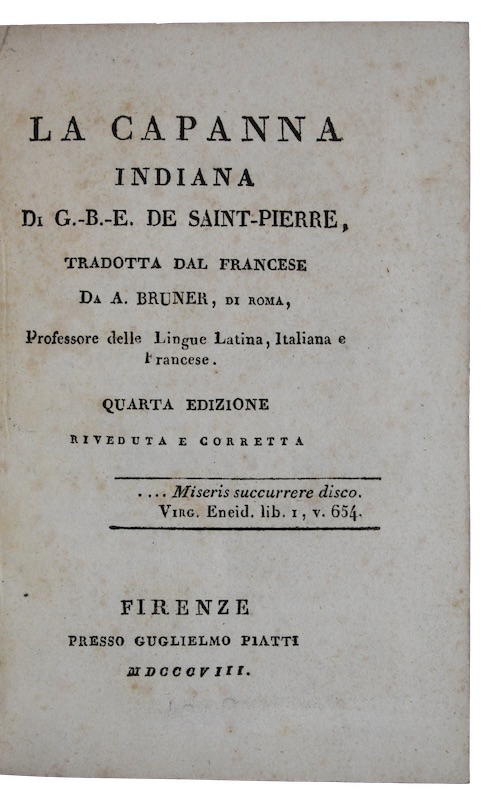 LA CAPANNA
INDIANA
DI G.-B.-E. DE SAINT-PIERRE,
TRADOTTA DAL FRANCESE
DA A. BRUNER, DI ROMA,
Professore delle Lingue Latina, Italiana e
Francese.
QUARTA EDIZIONE
RIVEDUTA E CORRETTA
.... Miseris succurrere disco.
VIRG. Eneid. lib. 1, v. 654.
FIRENZE
PRESSO GUGLIELMO PIATTI
MDCCCVIII.